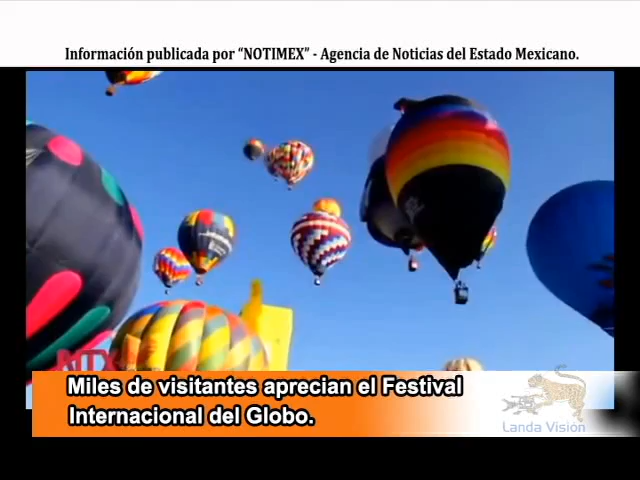 Información publicada por “NOTIMEX” - Agencia de Noticias del Estado Mexicano.
NTX
Miles de visitantes aprecian el Festival
Internacional del Globo.
Landa Visión